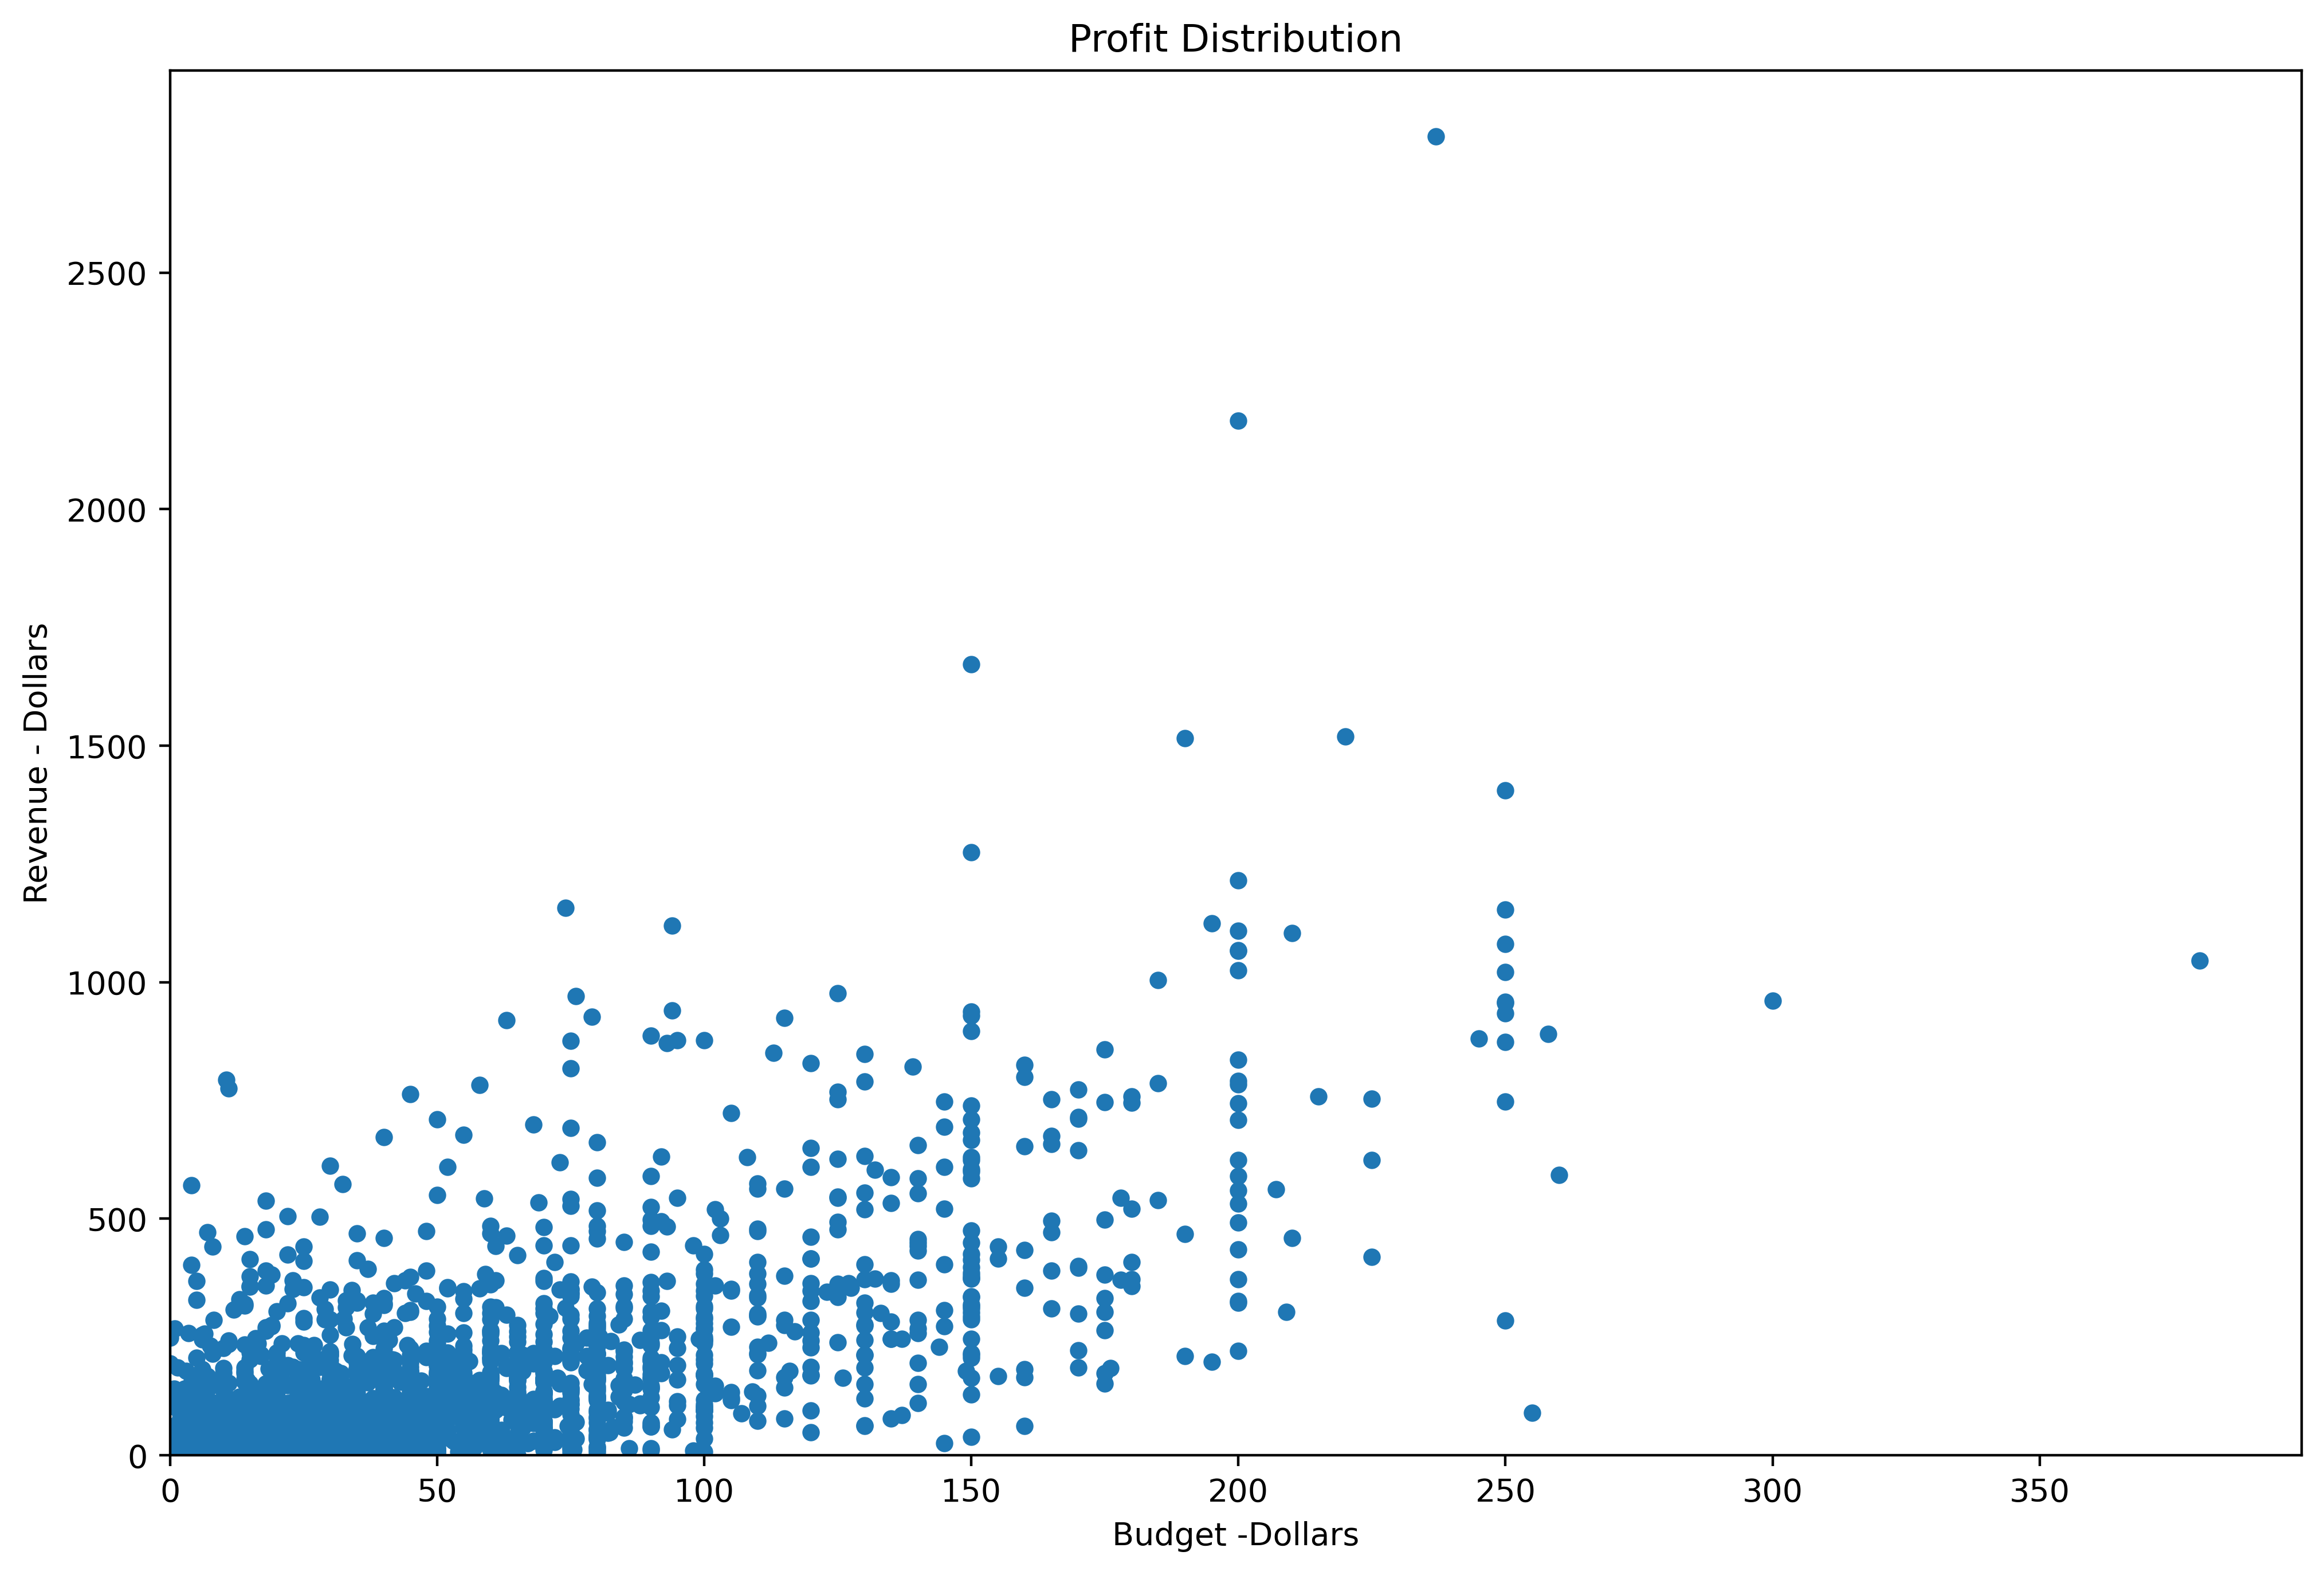 Profit Distribution
Revenue - Dollars
2500
2000
1500
1000
500
0
0 50 100 150 200 250 300 350
Budget -Dollars